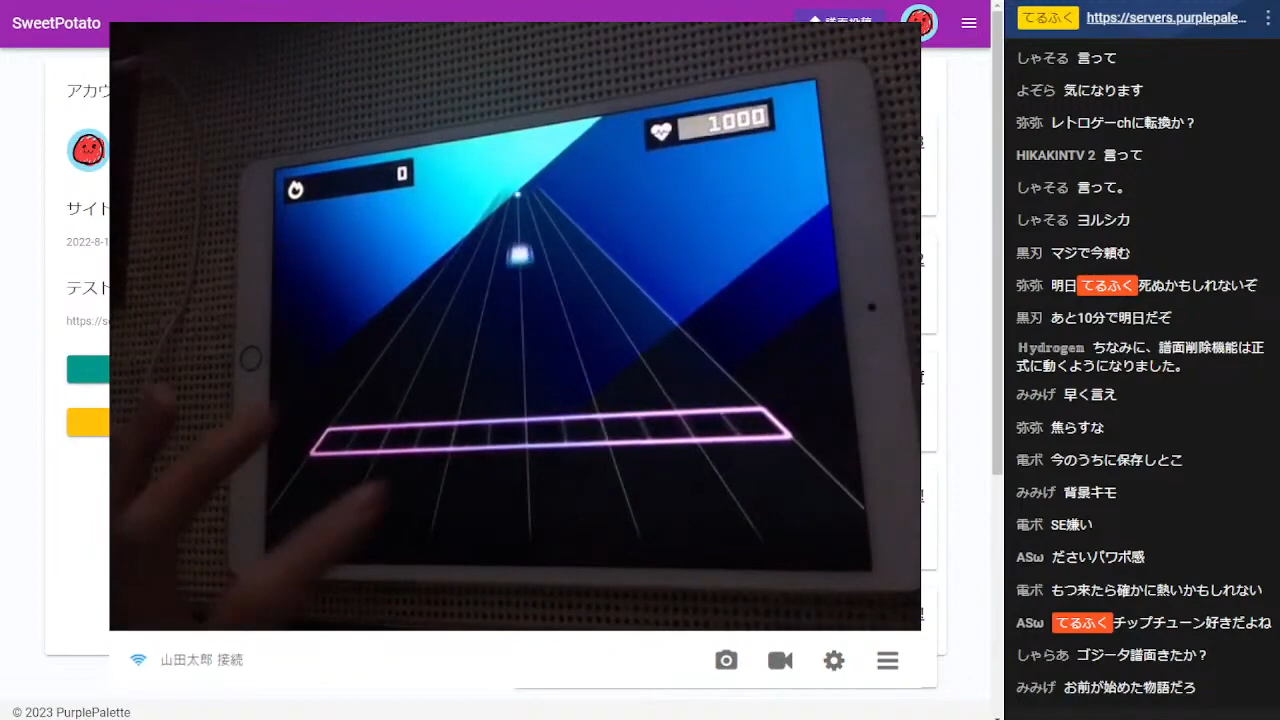 SweetPotato
譜面投稿
アカウ
サイト
2022-8-1
テスト
https://s
0
1000
山田太郎 接続
© 2023 PurplePalette
てるふく https://servers.purplepale...
しゃそる 言って
よぞら 気になります
弥弥 レトロゲーchに転換か？
HIKAKINTV 2 言って
しゃそる 言って。
しゃそる ヨルシカ
黒刃 マジで今頼む
弥弥 明日てるふく死ぬかもしれないぞ
黒刃 あと10分で明日だぞ
Hydrogen ちなみに、譜面削除機能は正
式に動くようになりました。
みみげ 早く言え
弥弥 焦らすな
電ボ 今のうちに保存しとこ
みみげ 背景キモ
電ボ SE嫌い
ASω ださいパワポ感
電ボ もつ来たら確かに熱いかもしれない
ASω てるふくチップチューン好きだよね
しゃらあ ゴジータ譜面きたか？
みみげ お前が始めた物語だろ